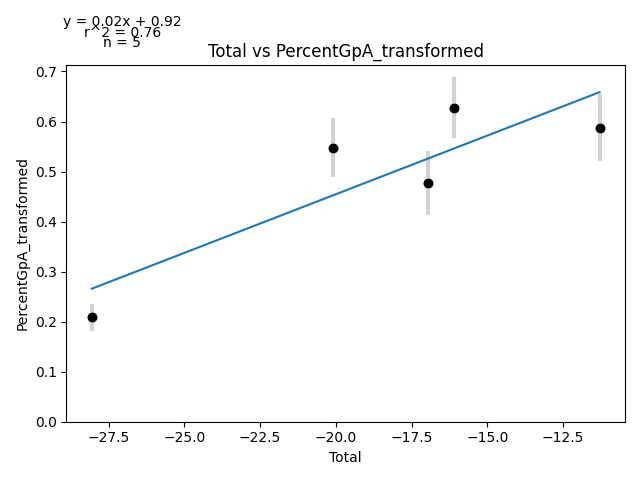 y = 0.02x + 0.92
r^2 = 0.76
n = 5
Total vs PercentGpA_transformed
0.7
0.6
0.5
0.4
0.3
0.2
0.1
0.0
PercentGpA_transformed
−27.5 −25.0 −22.5 −20.0 −17.5 −15.0 −12.5
Total